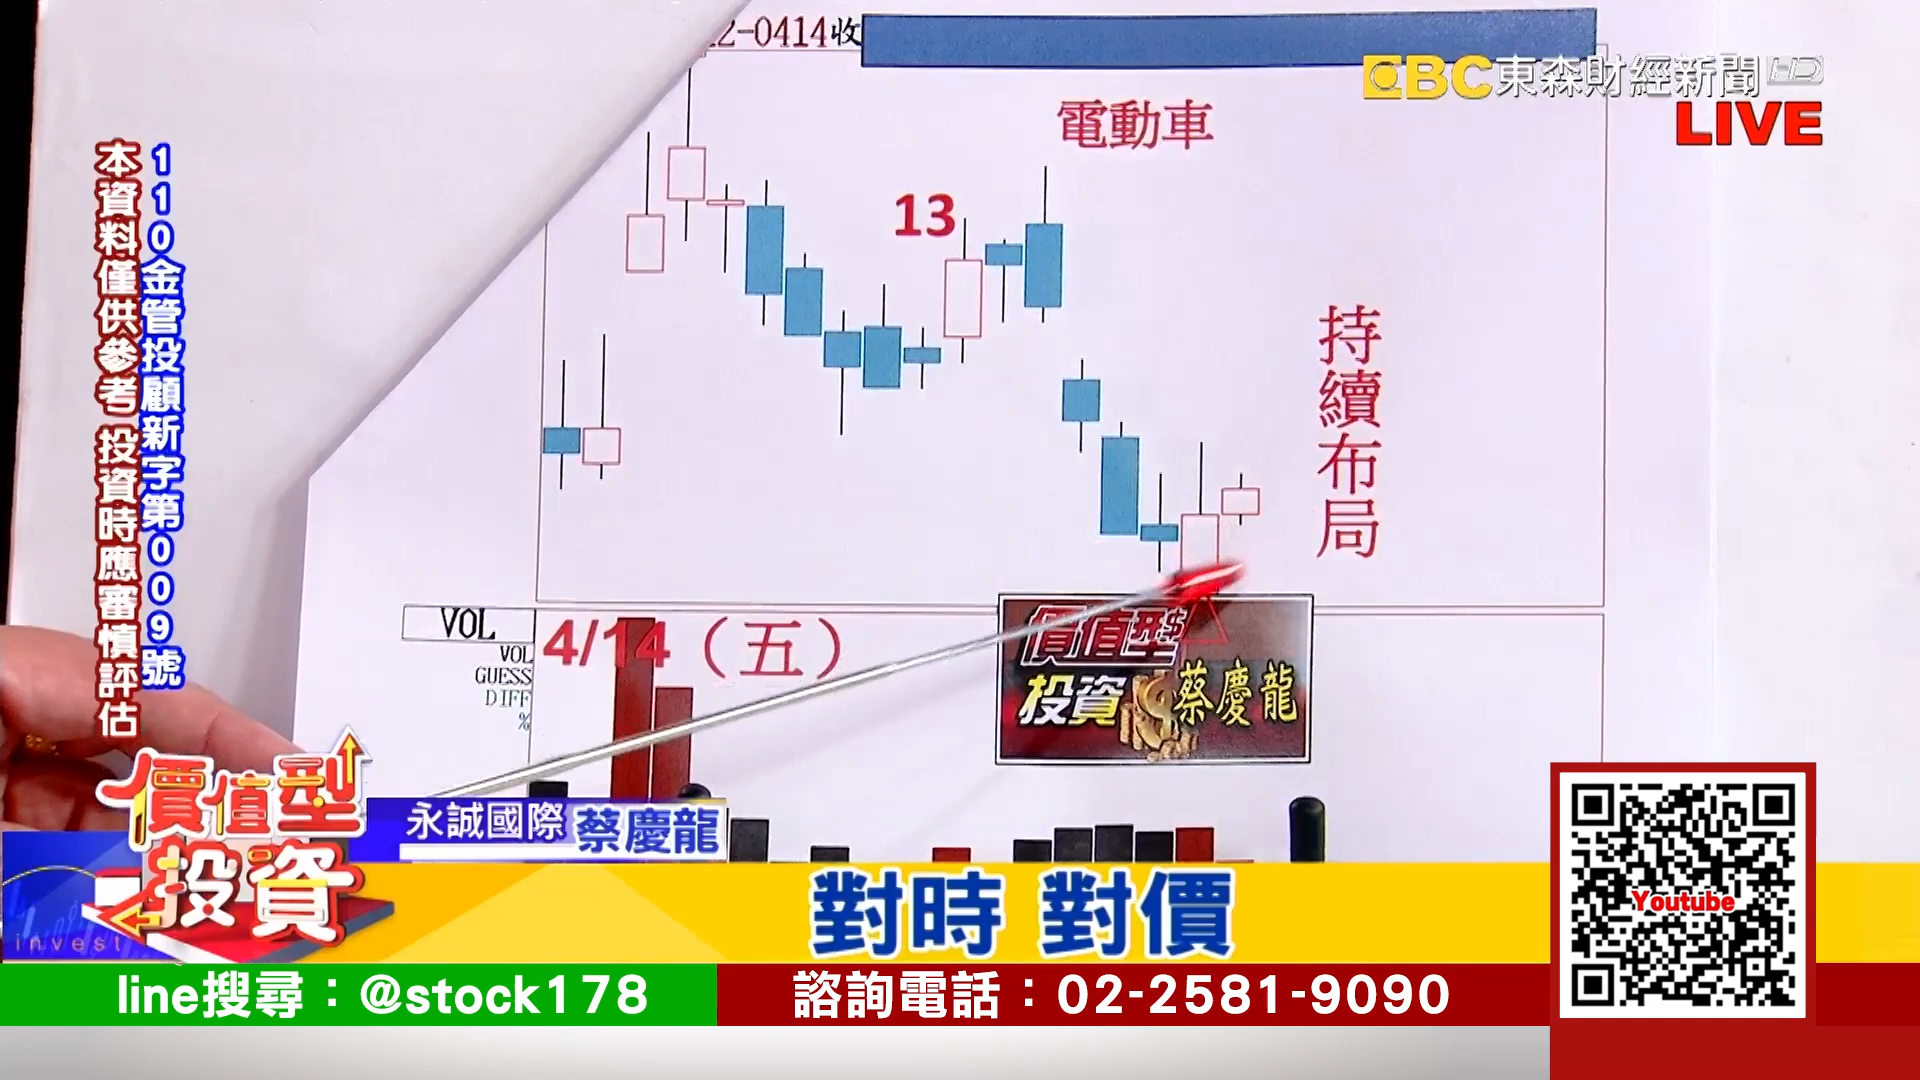 2-0414收
EBC東森財經新聞HD
LIVE
電動車
13
持續布局
110金管投顧新字第009號
本資料僅供參考 投資時應審慎評估
VOL
VOL
GUESS
DIFF
%
4/14（五）
價值型
投資
蔡慶龍
價值型
投資
invest
永誠國際 蔡慶龍
對時 對價
Youtube
line搜尋：@stock178
諮詢電話：02-2581-9090